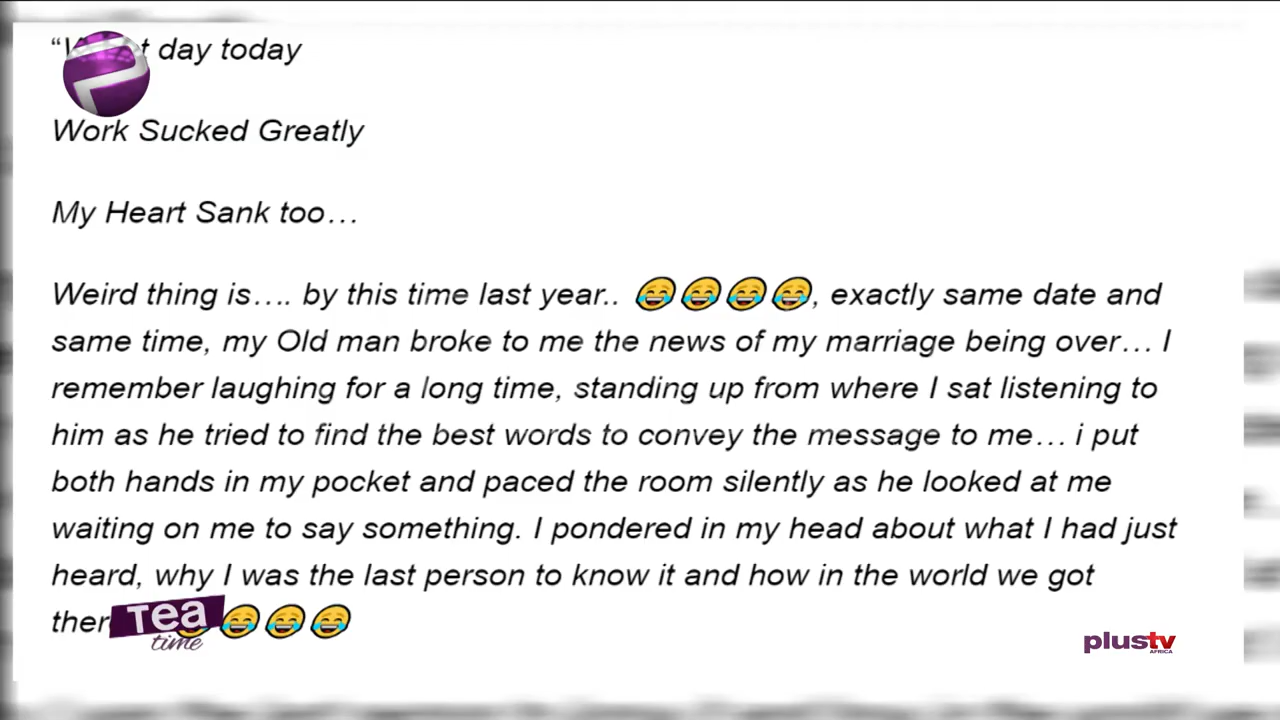 day today
Work Sucked Greatly
My Heart Sank too…
Weird thing is…. by this time last year.. 😂😂😂😂, exactly same date and
same time, my Old man broke to me the news of my marriage being over… I
remember laughing for a long time, standing up from where I sat listening to
him as he tried to find the best words to convey the message to me… i put
both hands in my pocket and paced the room silently as he looked at me
waiting on me to say something. I pondered in my head about what I had just
heard, why I was the last person to know it and how in the world we got
😂😂😂
Tea
time
plustv
AFRICA